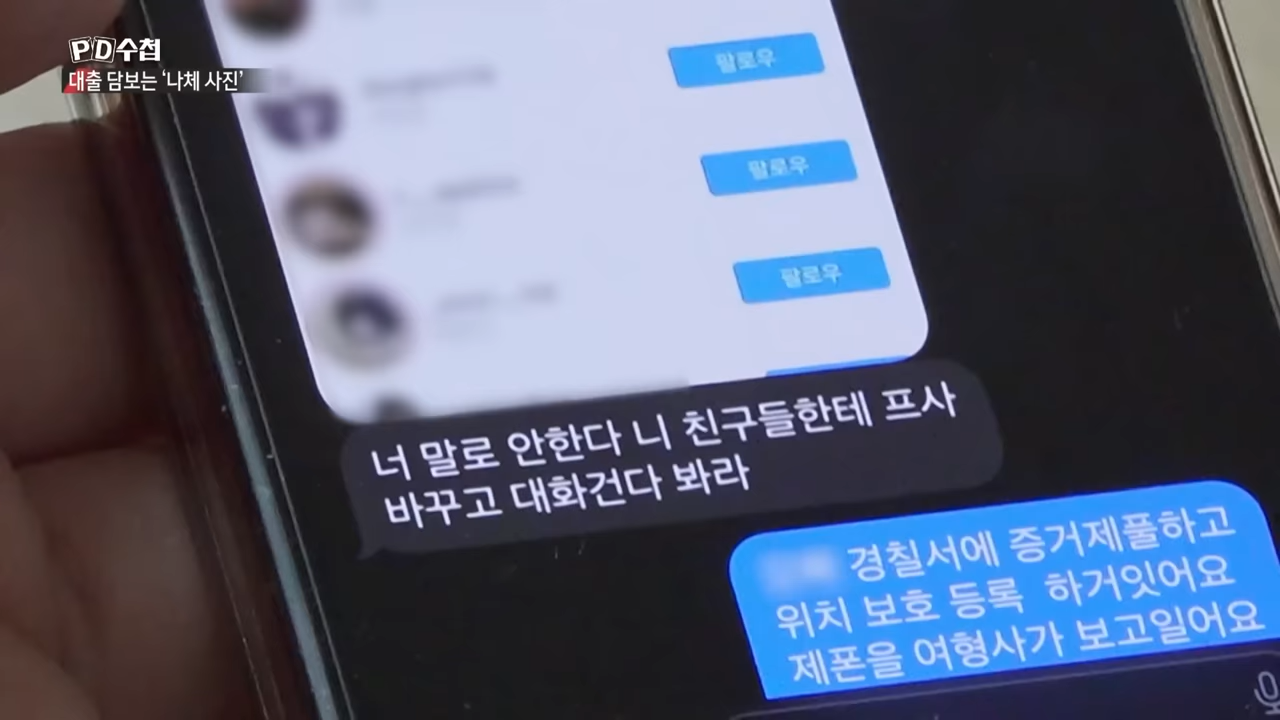 PD수첩
대출 담보는 ‘나체 사진’
팔로우
팔로우
팔로우
너 말로 안한다 니 친구들한테 프사
바꾸고 대화건다 봐라
경칠서에 증거제풀하고
위치 보호 등록 하거잇어요
제폰을 여형사가 보고일어요